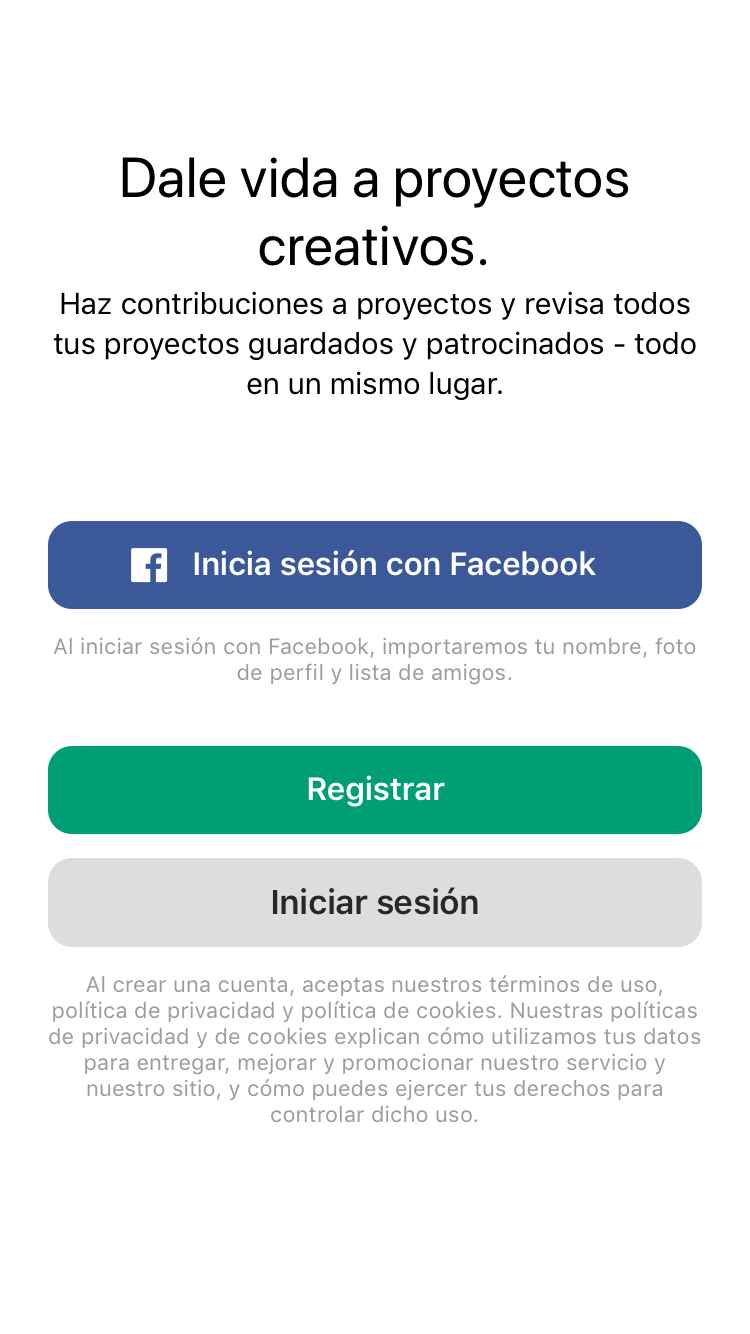 Dale vida a proyectos
creativos.
Haz contribuciones a proyectos y revisa todos
tus proyectos guardados y patrocinados - todo
en un mismo lugar.
Inicia sesión con Facebook
Al iniciar sesión con Facebook, importaremos tu nombre, foto
de perfil y lista de amigos.
Registrar
Iniciar sesión
Al crear una cuenta, aceptas nuestros términos de uso,
política de privacidad y política de cookies. Nuestras políticas
de privacidad y de cookies explican cómo utilizamos tus datos
para entregar, mejorar y promocionar nuestro servicio y
nuestro sitio, y cómo puedes ejercer tus derechos para
controlar dicho uso.